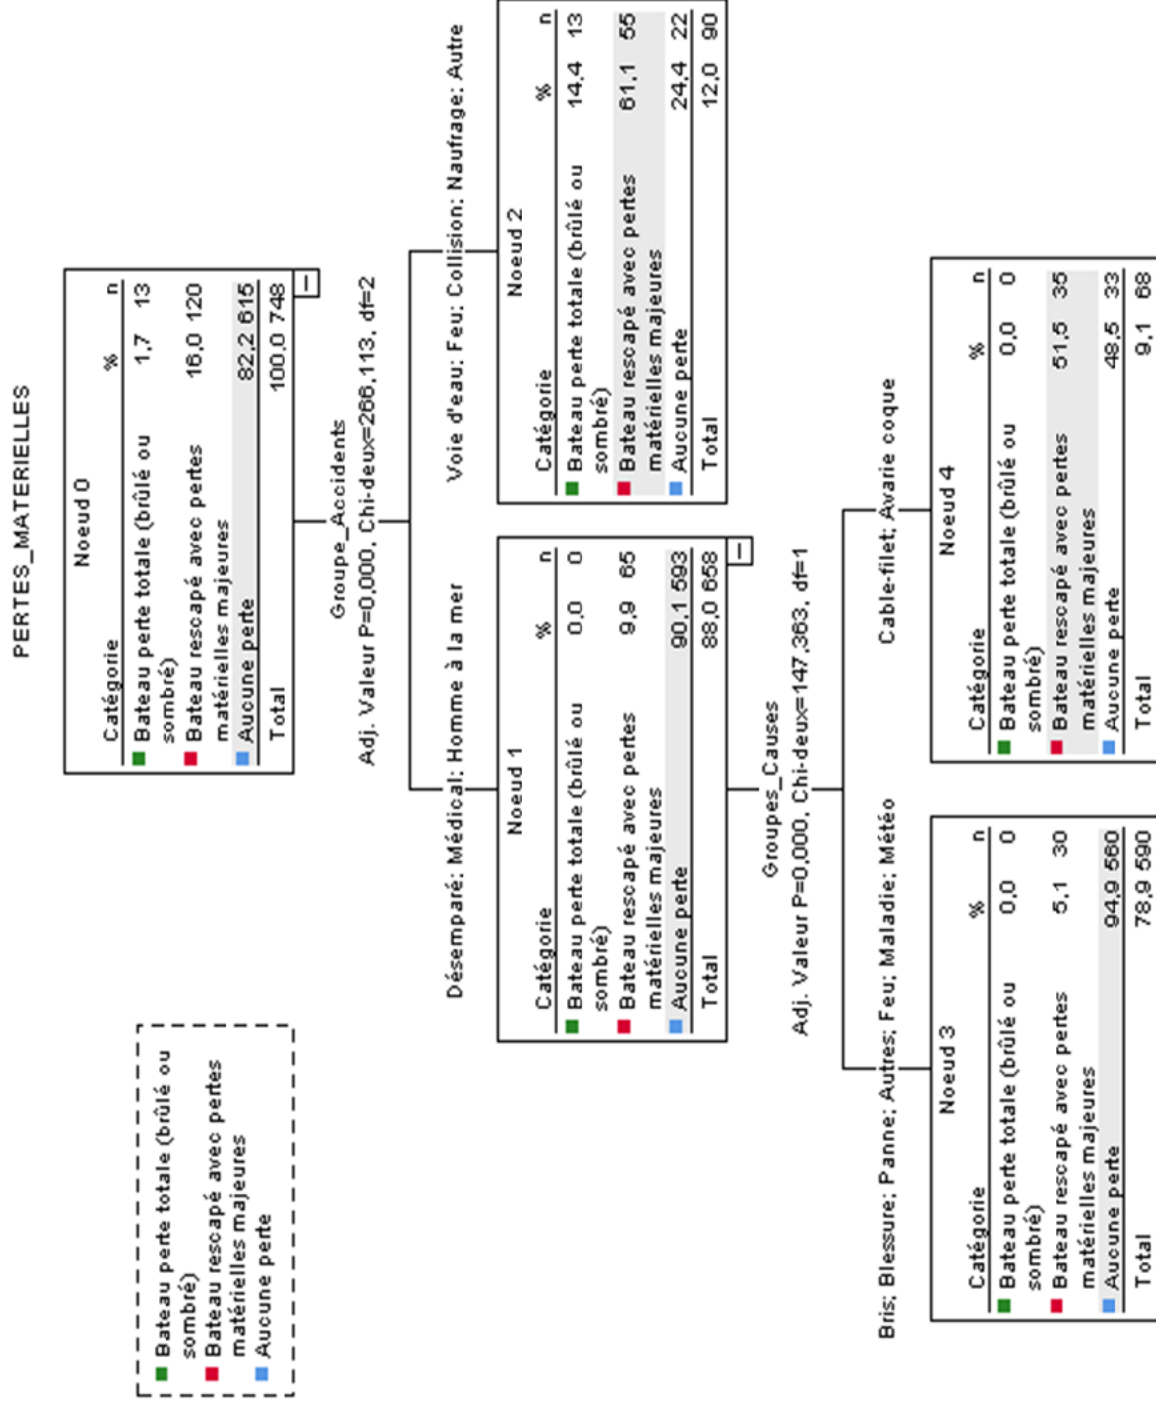 PERTES_MATERIELLES
Bateau perte totale (brûlé ou
sombré)
Bateau rescapé avec pertes
matérielles majeures
Aucune perte
Noeud 0
Catégorie % n
Bateau perte totale (brûlé ou
sombré) 1,7 13
Bateau rescapé avec pertes
matérielles majeures 16,0 120
Aucune perte 82,2 615
Total 100,0 748
Groupe_Accidents
Adj. Valeur P=0,000, Chi-deux=266,113, df=2
Désemparé; Médical; Homme à la mer
Noeud 1
Catégorie % n
Bateau perte totale (brûlé ou
sombré) 0,0 0
Bateau rescapé avec pertes
matérielles majeures 9,9 65
Aucune perte 90,1 593
Total 88,0 658
Voie d'eau; Feu; Collision; Naufrage; Autre
Noeud 2
Catégorie % n
Bateau perte totale (brûlé ou
sombré) 14,4 13
Bateau rescapé avec pertes
matérielles majeures 61,1 55
Aucune perte 24,4 22
Total 12,0 90
Groupes_Causes
Adj. Valeur P=0,000, Chi-deux=147,363, df=1
Bris; Blessure; Panne; Autres; Feu; Maladie; Météo
Noeud 3
Catégorie % n
Bateau perte totale (brûlé ou
sombré) 0,0 0
Bateau rescapé avec pertes
matérielles majeures 5,1 30
Aucune perte 94,9 560
Total 78,9 590
Cable-filet; Avarie coque
Noeud 4
Catégorie % n
Bateau perte totale (brûlé ou
sombré) 0,0 0
Bateau rescapé avec pertes
matérielles majeures 51,5 35
Aucune perte 48,5 33
Total 9,1 68